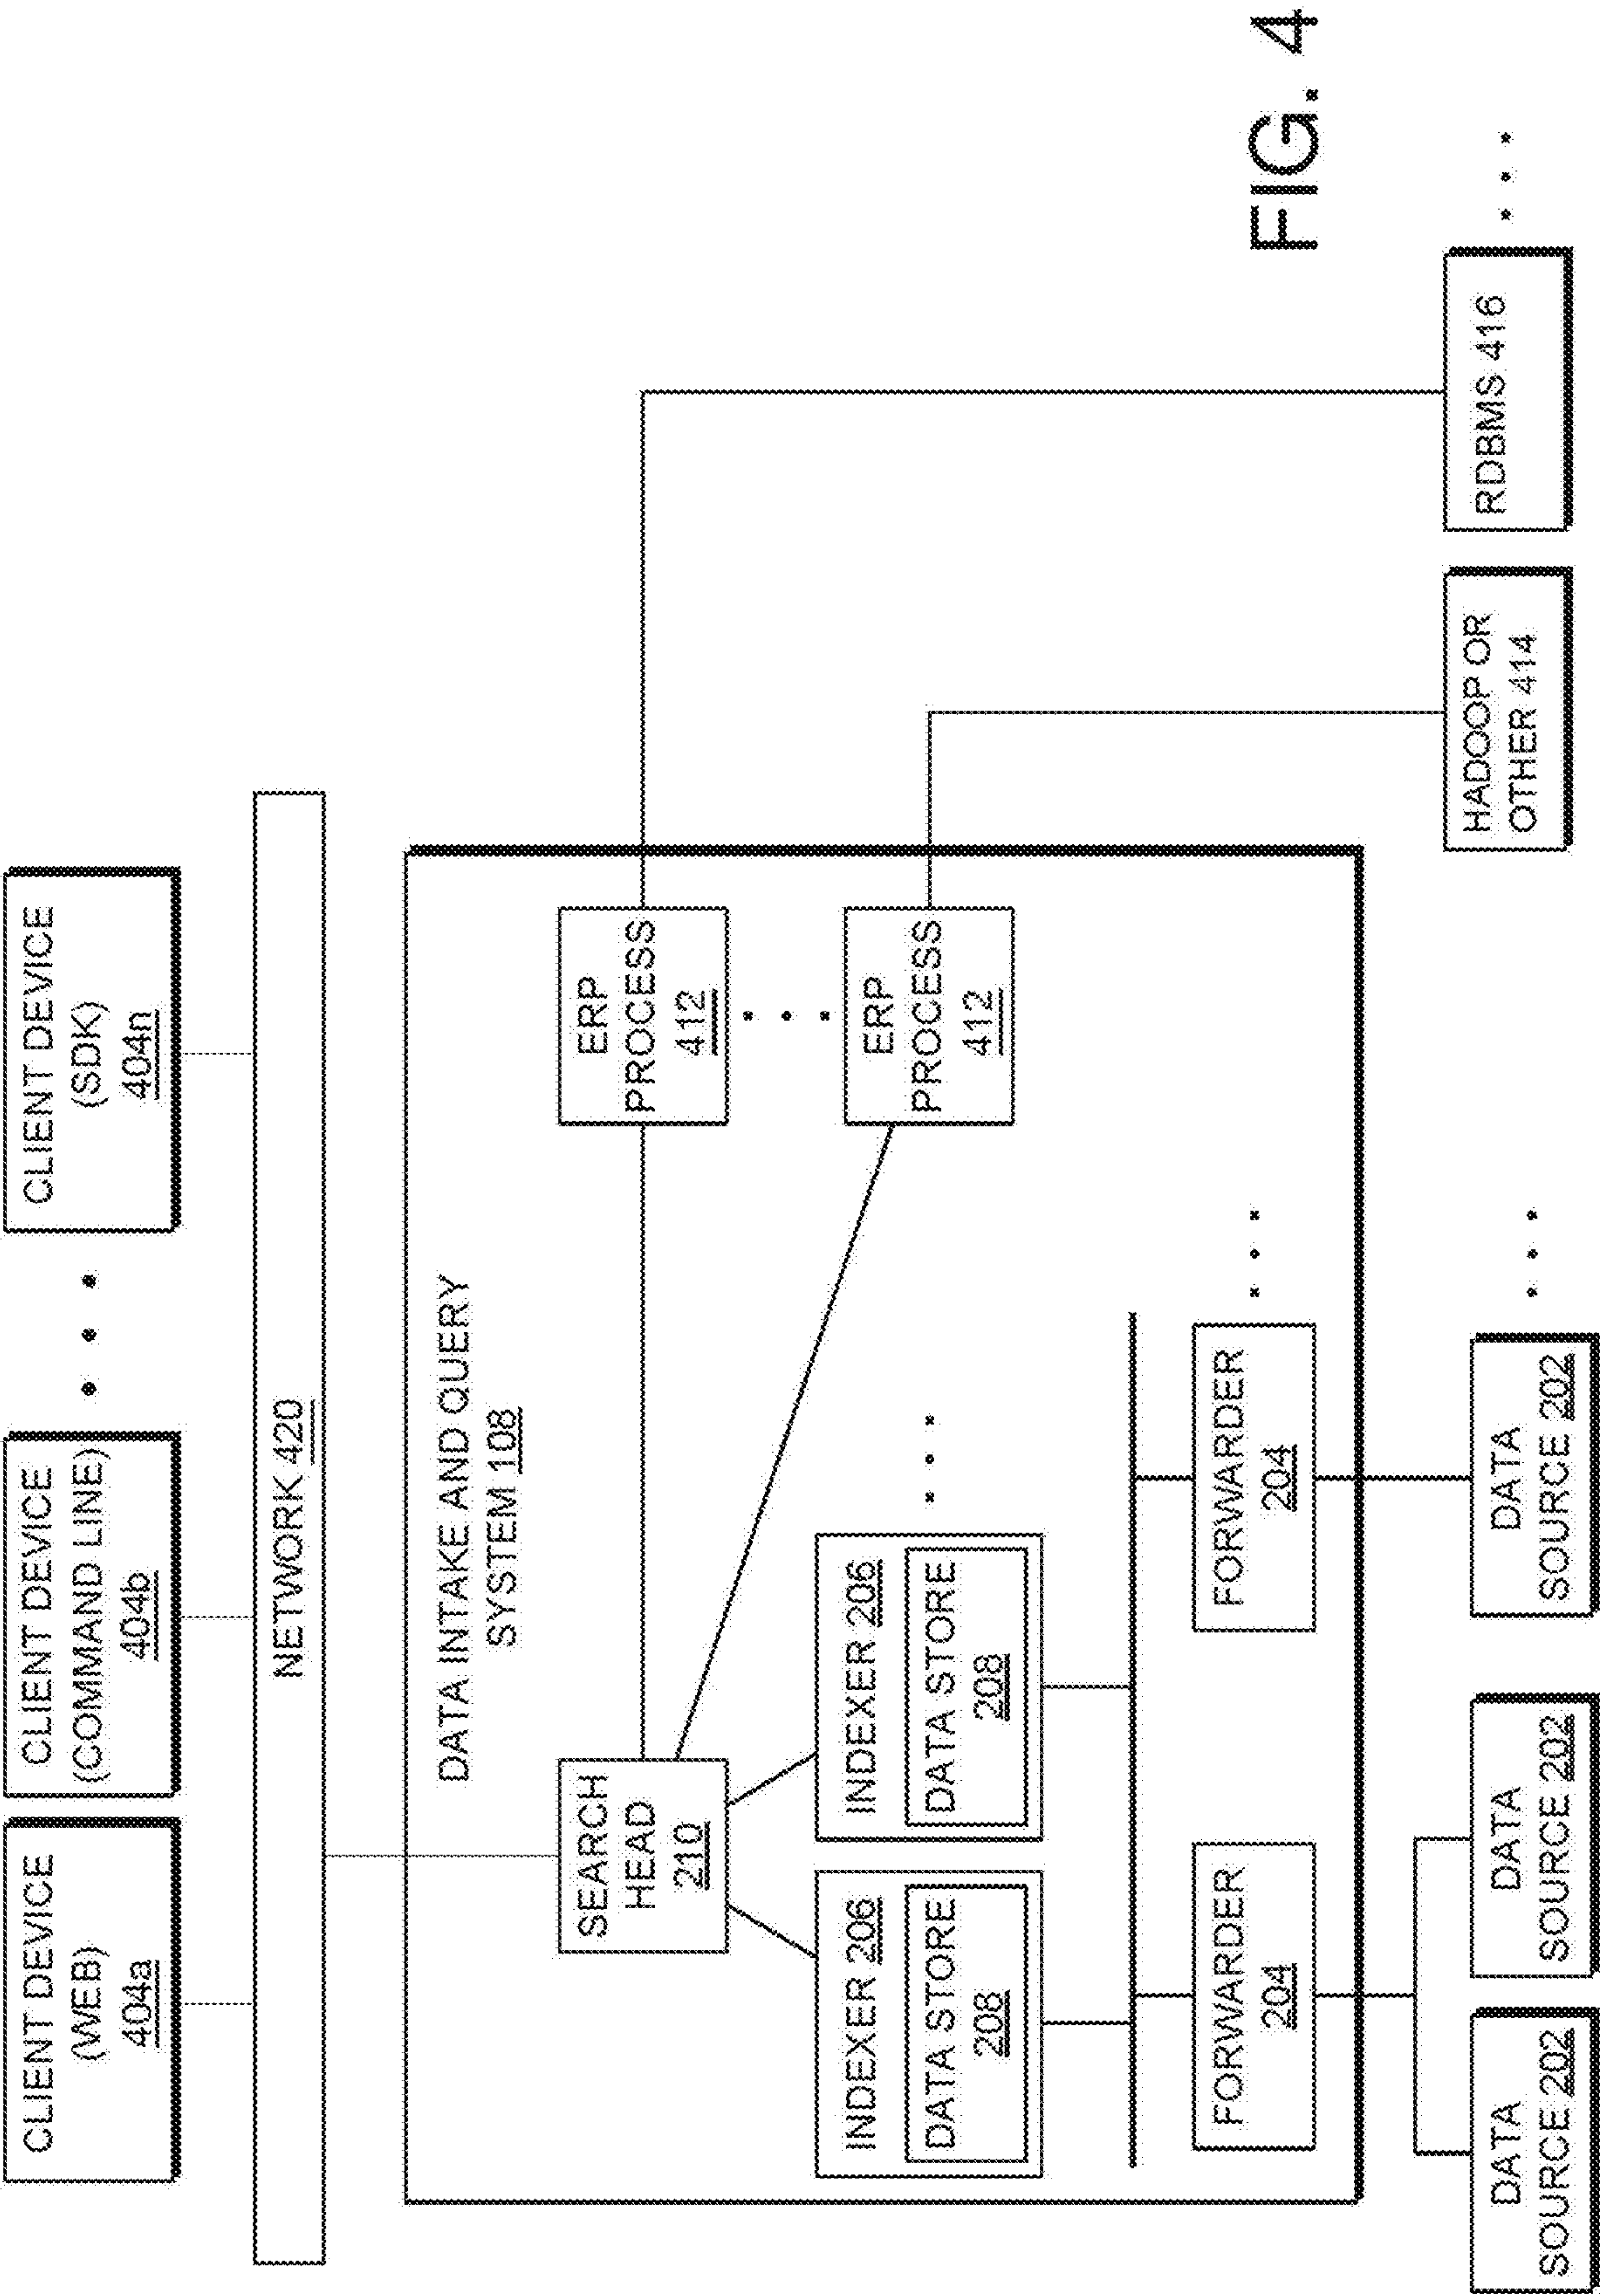 CLIENT DEVICE
(WEB)
404a
CLIENT DEVICE
(COMMAND LINE)
404b
CLIENT DEVICE
(SDK)
404n
NETWORK 420
DATA INTAKE AND QUERY
SYSTEM 108
SEARCH
HEAD
210
ERP
PROCESS
412
ERP
PROCESS
412
INDEXER 206
DATA STORE
208
INDEXER 206
DATA STORE
208
FORWARDER
204
FORWARDER
204
DATA
SOURCE 202
DATA
SOURCE 202
DATA
SOURCE 202
HADOOP OR
OTHER 414
RDBMS 416
FIG. 4